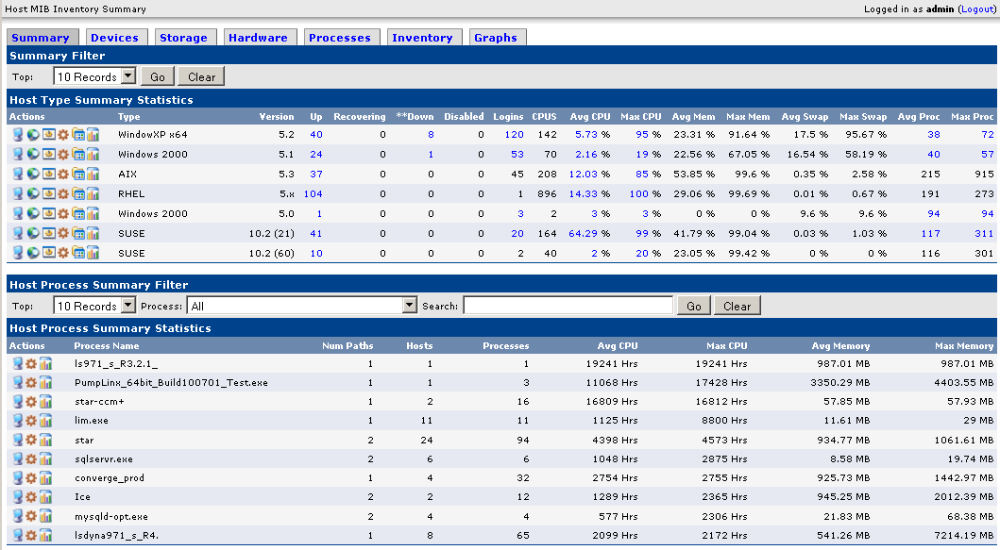 Host MIB Inventory Summary Logged in as admin (Logout)
Summary Devices Storage Hardware Processes Inventory Graphs
Summary Filter
Top: 10 Records Go Clear
Host Type Summary Statistics
Actions Type Version Up Recovering **Down Disabled Logins CPUS Avg CPU Max CPU Avg Mem Max Mem Avg Swap Max Swap Avg Proc Max Proc
WindowXP x64 5.2 40 0 8 0 120 142 5.73 % 95 % 23.31 % 91.64 % 17.5 % 95.67 % 38 72
Windows 2000 5.1 24 0 1 0 53 70 2.16 % 19 % 22.56 % 67.05 % 16.54 % 58.19 % 40 57
AIX 5.3 37 0 0 0 45 208 12.03 % 85 % 53.85 % 99.6 % 0.35 % 2.58 % 215 915
RHEL 5.x 104 0 0 0 1 896 14.33 % 100 % 29.06 % 99.69 % 0.01 % 0.67 % 191 273
Windows 2000 5.0 1 0 0 0 3 2 3 % 3 % 0 % 0 % 9.6 % 9.6 % 94 94
SUSE 10.2 (21) 41 0 0 0 20 164 64.29 % 99 % 41.79 % 99.04 % 0.03 % 1.03 % 117 311
SUSE 10.2 (60) 10 0 0 0 2 40 2 % 20 % 23.05 % 99.42 % 0 % 0 % 116 301
Host Process Summary Filter
Top: 10 Records Process: All Search: Go Clear
Host Process Summary Statistics
Actions Process Name Num Paths Hosts Processes Avg CPU Max CPU Avg Memory Max Memory
ls971_s_R3.2.1_ 1 1 1 19241 Hrs 19241 Hrs 987.01 MB 987.01 MB
PumpLinx_64bit_Build100701_Test.exe 1 1 3 11068 Hrs 17428 Hrs 3350.29 MB 4403.55 MB
star-ccm+ 1 2 16 16809 Hrs 16812 Hrs 57.85 MB 57.93 MB
lim.exe 1 11 11 1125 Hrs 8800 Hrs 11.61 MB 29 MB
star 2 24 94 4398 Hrs 4573 Hrs 934.77 MB 1061.61 MB
sqlservr.exe 2 6 6 1048 Hrs 2875 Hrs 8.58 MB 19.74 MB
converge_prod 1 4 32 2754 Hrs 2755 Hrs 925.73 MB 1442.97 MB
Ice 2 2 12 1289 Hrs 2365 Hrs 945.25 MB 2012.39 MB
mysqld-opt.exe 2 4 4 577 Hrs 2306 Hrs 21.83 MB 68.38 MB
lsdyna971_s_R4. 1 8 65 2099 Hrs 2172 Hrs 541.26 MB 7214.19 MB